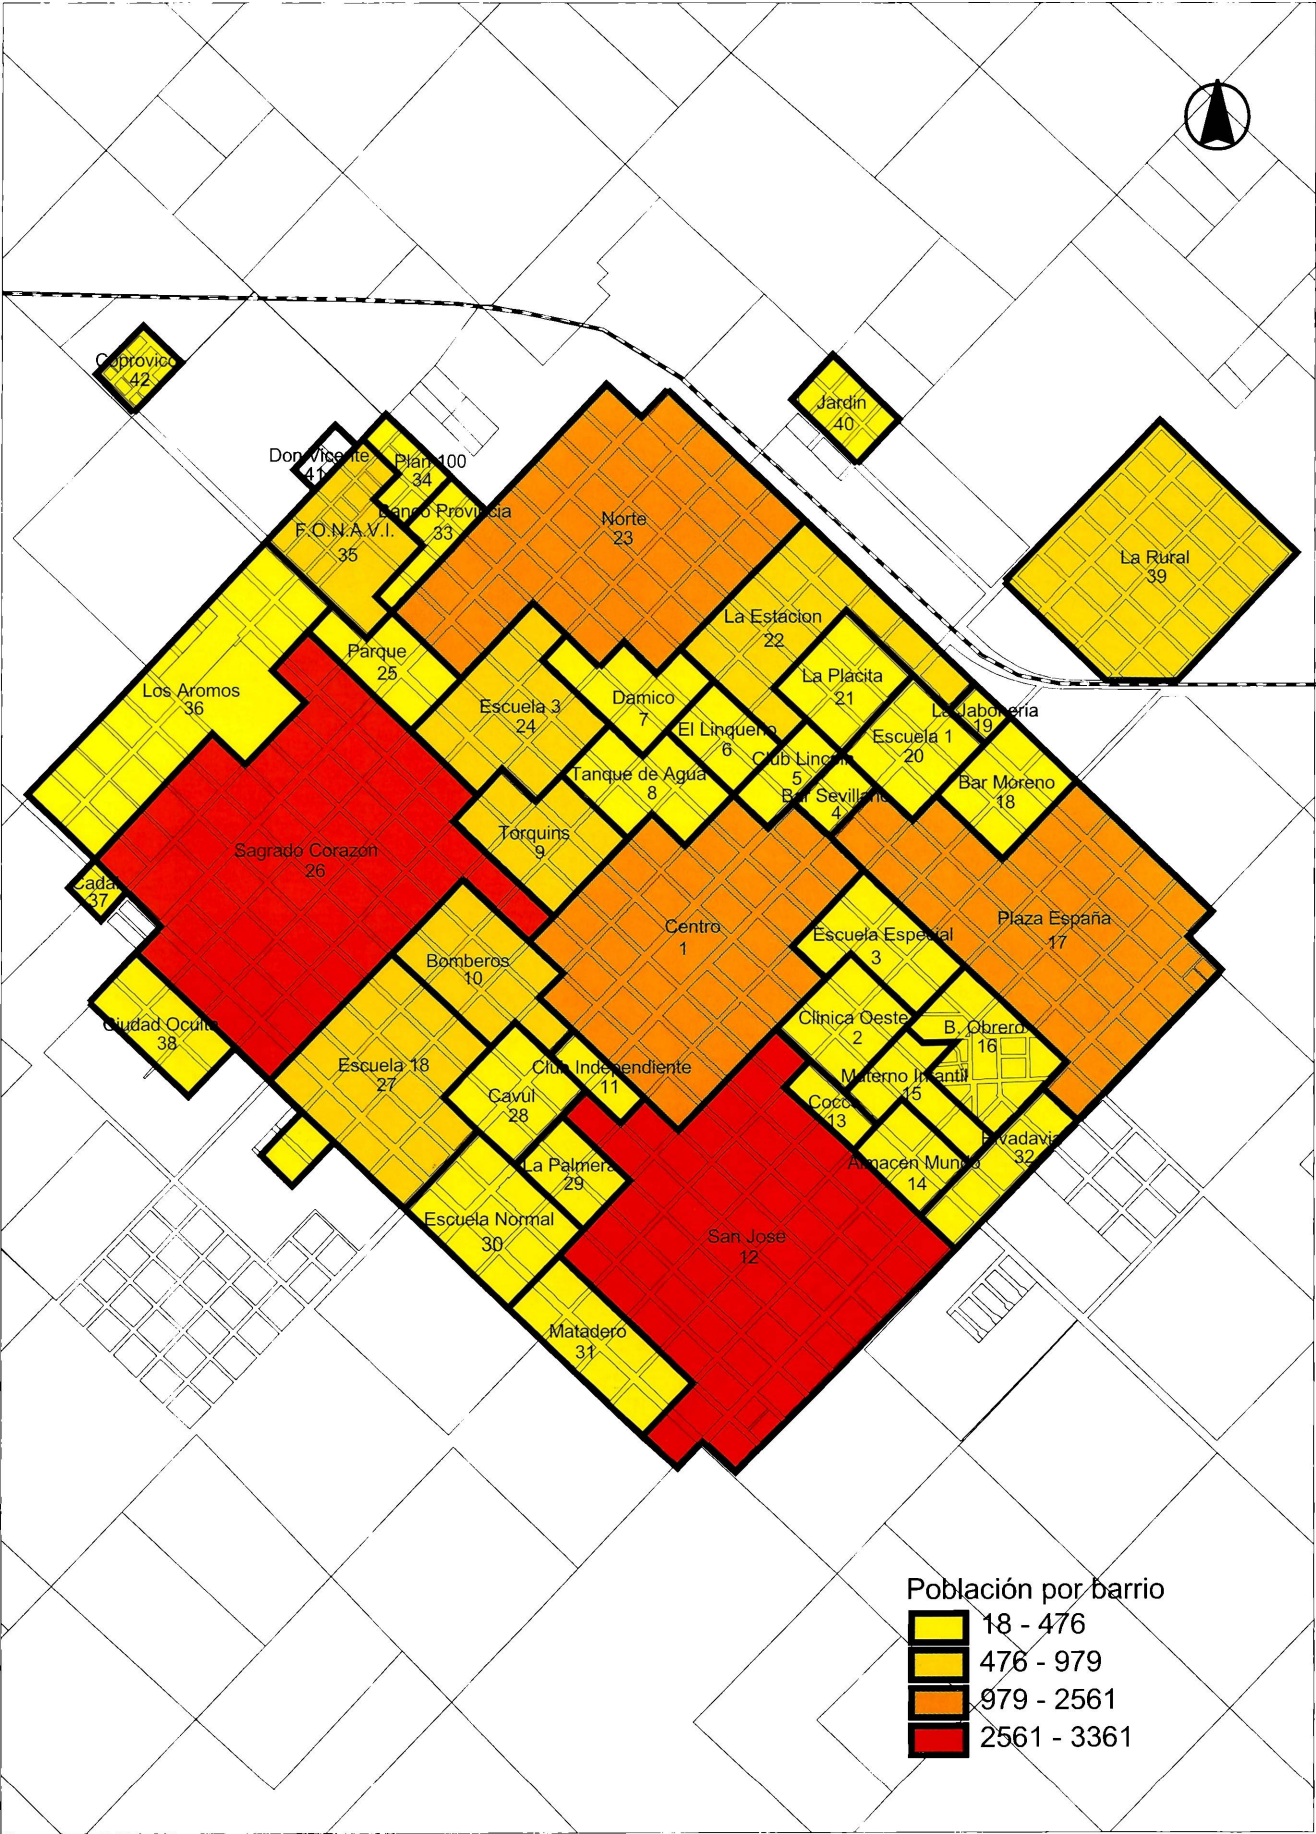 Coprovico
42
Jardin
40
Don Vicente
41
Plan 100
34
Banco Provincia
33
F.O.N.A.V.I.
35
Norte
23
La Rural
39
La Estacion
22
Parque
25
Los Aromos
36
La Placita
21
Escuela 3
24
Damico
7
El Linqueño
6
La Jaboneria
19
Escuela 1
20
Club Lincoln
5
Tanque de Agua
8
Bar Moreno
18
Bar Sevillano
4
Torquins
9
Sagrado Corazon
26
Cadal
37
Plaza España
17
Centro
1
Escuela Especial
3
Bomberos
10
Clinica Oeste
2
B. Obrero
16
Ciudad Oculta
38
Escuela 18
27
Club Independiente
11
Materno Infantil
15
Cavul
28
Cocos
13
Rivadavia
32
La Palmera
29
Almacen Mundo
14
Escuela Normal
30
San Jose
12
Matadero
31
Población por barrio
18 - 476
476 - 979
979 - 2561
2561 - 3361